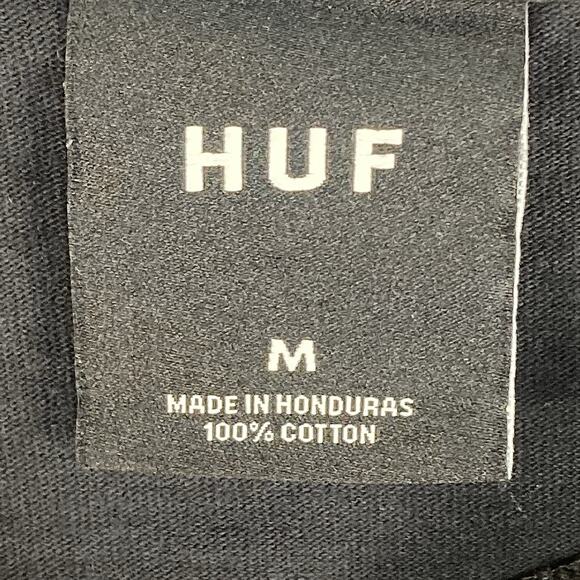 HUF
M
MADE IN HONDURAS
100% COTTON